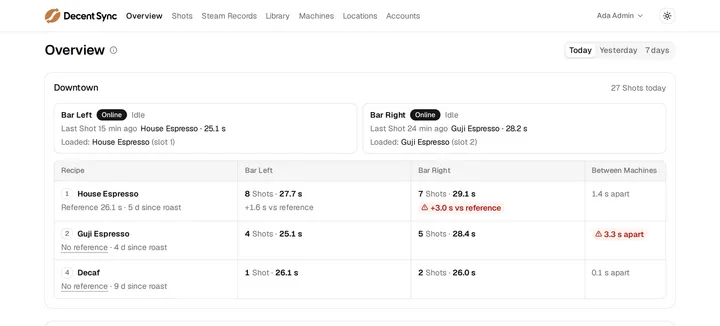 Decent Sync Overview Shots Steam Records Library Machines Locations Accounts Ada Admin
Overview Today Yesterday 7 days
Downtown 27 Shots today
Bar Left Online Idle
Last Shot 15 min ago House Espresso · 25.1 s
Loaded: House Espresso (slot 1)
Bar Right Online Idle
Last Shot 24 min ago Guji Espresso · 28.2 s
Loaded: Guji Espresso (slot 2)
Recipe Bar Left Bar Right Between Machines
1 House Espresso 8 Shots · 27.7 s 7 Shots · 29.1 s 1.4 s apart
Reference 26.1 s · 5 d since roast +1.6 s vs reference +3.0 s vs reference
2 Guji Espresso 4 Shots · 25.1 s 5 Shots · 28.4 s 3.3 s apart
No reference · 4 d since roast
4 Decaf 1 Shot · 26.1 s 2 Shots · 26.0 s 0.1 s apart
No reference · 9 d since roast